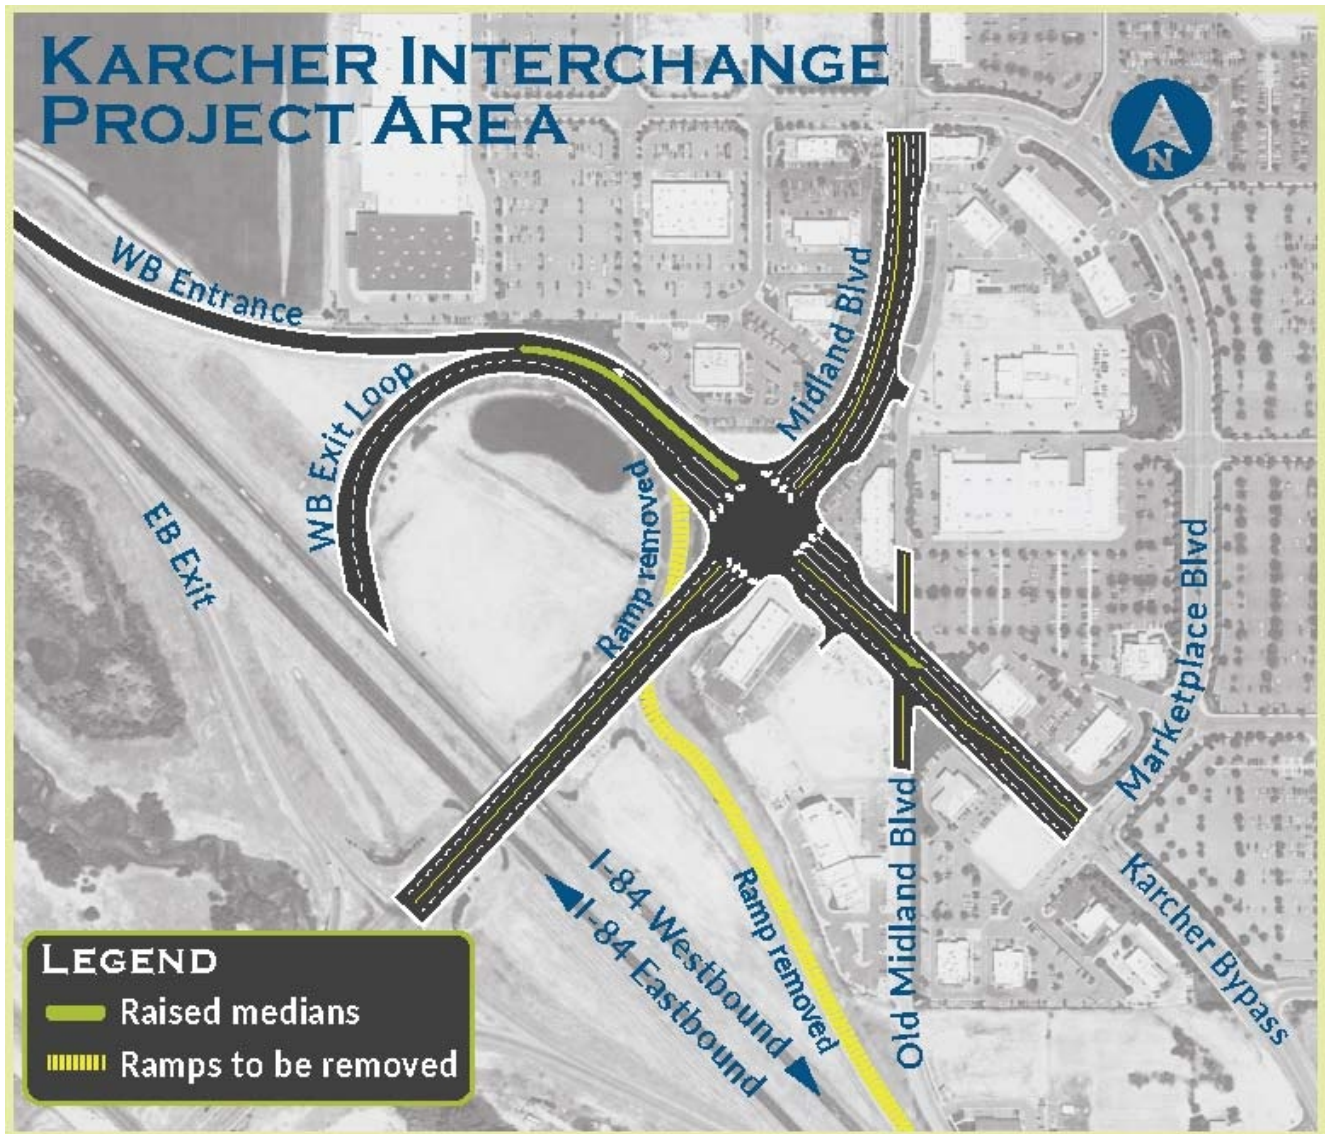 KARCHER INTERCHANGE
PROJECT AREA
N
WB Entrance
Midland Blvd
WB Exit Loop
Ramp removed
EB Exit
Marketplace Blvd
Old Midland Blvd
I-84 Westbound
I-84 Eastbound
Ramp removed
Karcher Bypass
LEGEND
Raised medians
Ramps to be removed